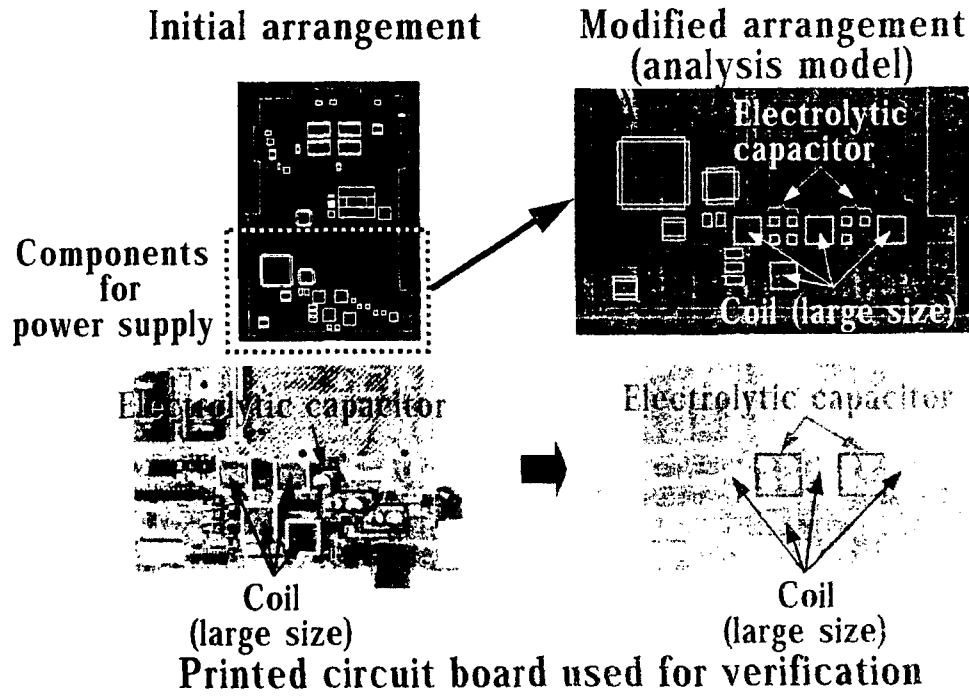 Initial arrangement
Modified arrangement
(analysis model)
Electrolytic
capacitor
Components
for
power supply
Coil (large size)
Electrolytic capacitor
Electrolytic capacitor
Coil
(large size)
Coil
(large size)
Printed circuit board used for verification